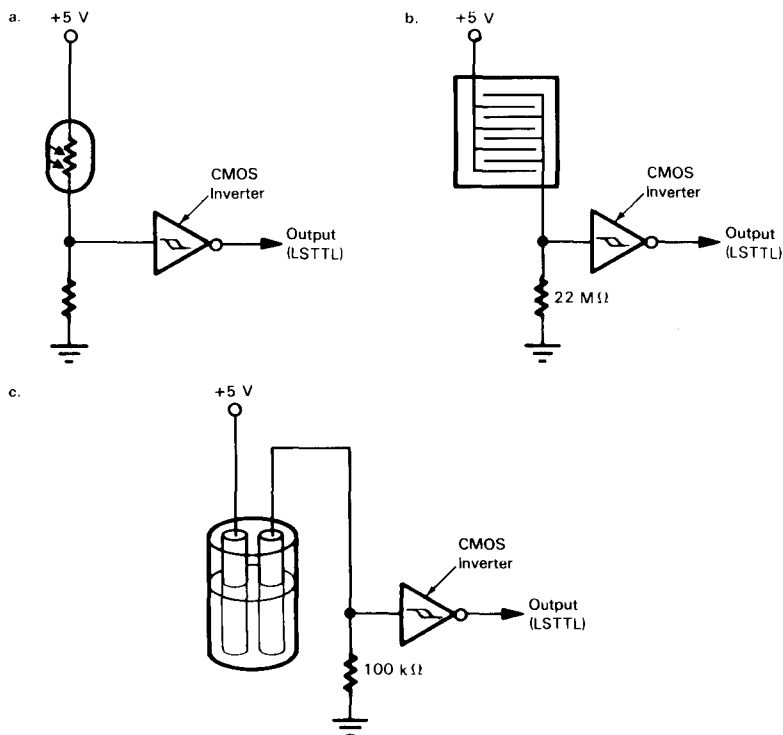 a.
+5 V
CMOS
Inverter
Output
(LSTTL)
b.
+5 V
CMOS
Inverter
Output
(LSTTL)
22 MΩ
c.
+5 V
CMOS
Inverter
Output
(LSTTL)
100 kΩ